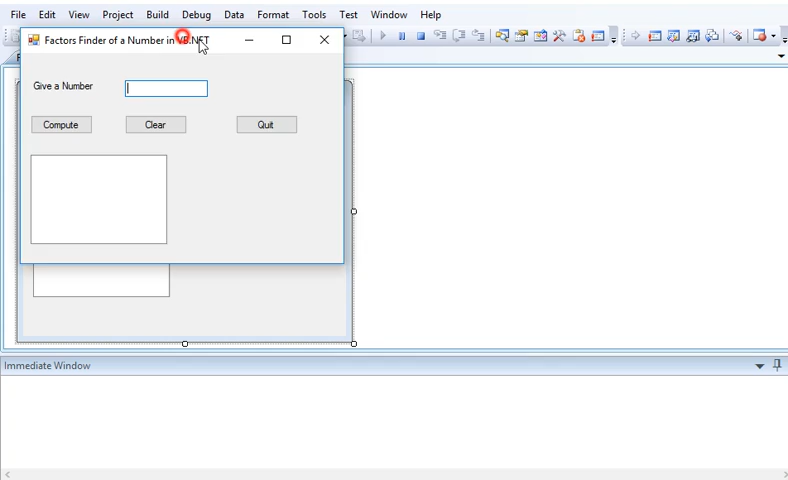 File Edit View Project Build Debug Data Format Tools Test Window Help
Factors Finder of a Number in VB.NET
Give a Number
Compute Clear Quit
Immediate Window